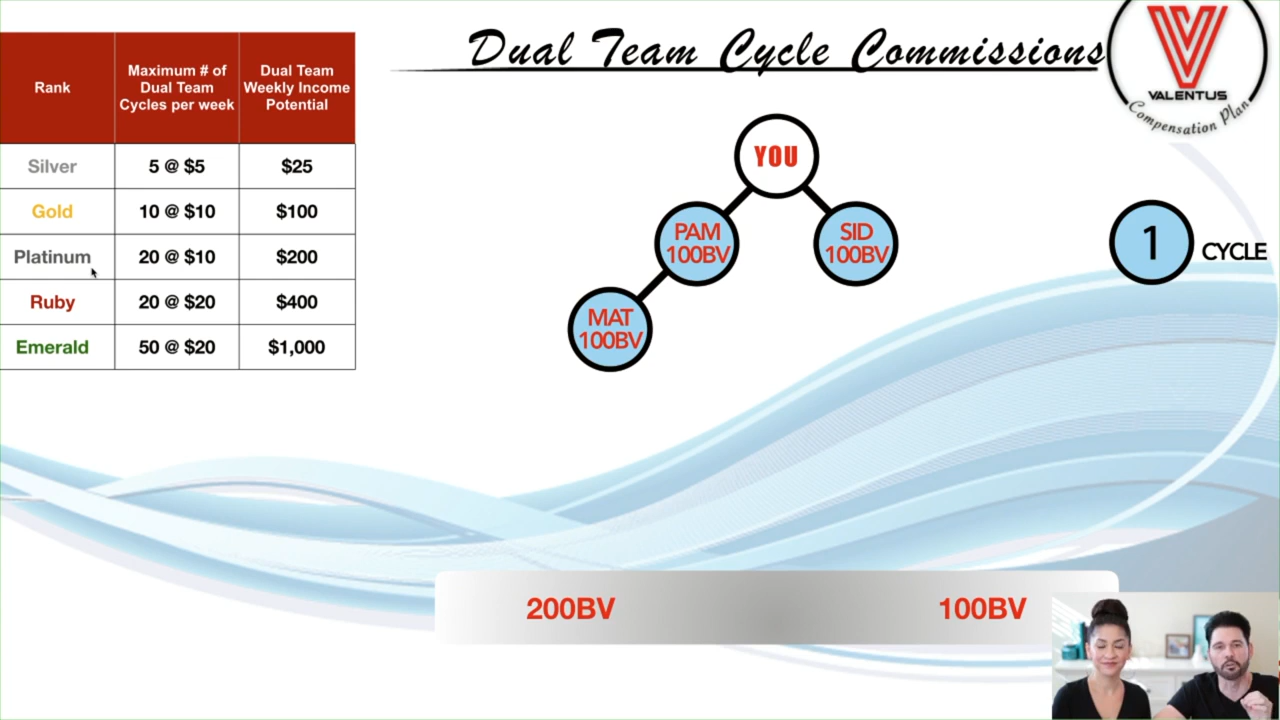 Dual Team Cycle Commissions
VALENTUS
Compensation Plan
Rank
Maximum # of
Dual Team
Cycles per week
Dual Team
Weekly Income
Potential
Silver
5 @ $5
$25
Gold
10 @ $10
$100
Platinum
20 @ $10
$200
Ruby
20 @ $20
$400
Emerald
50 @ $20
$1,000
YOU
PAM
100BV
SID
100BV
MAT
100BV
1
CYCLE
200BV
100BV